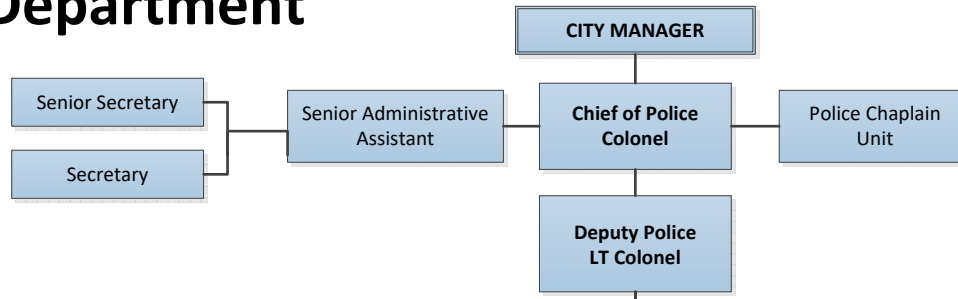 Department
CITY MANAGER
Senior Secretary
Secretary
Senior Administrative
Assistant
Chief of Police
Colonel
Police Chaplain
Unit
Deputy Police
LT Colonel